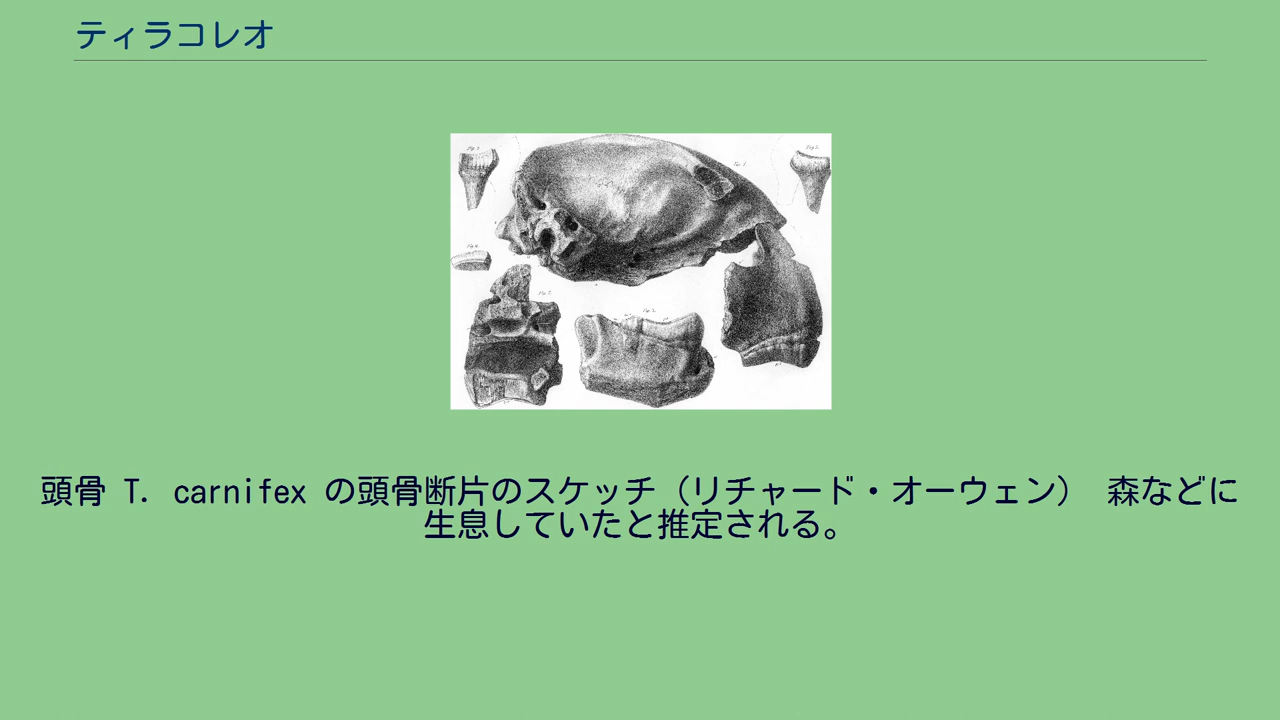 ティラコレオ
頭骨 T. carnifex の頭骨断片のスケッチ（リチャード・オーウェン） 森などに
生息していたと推定される。